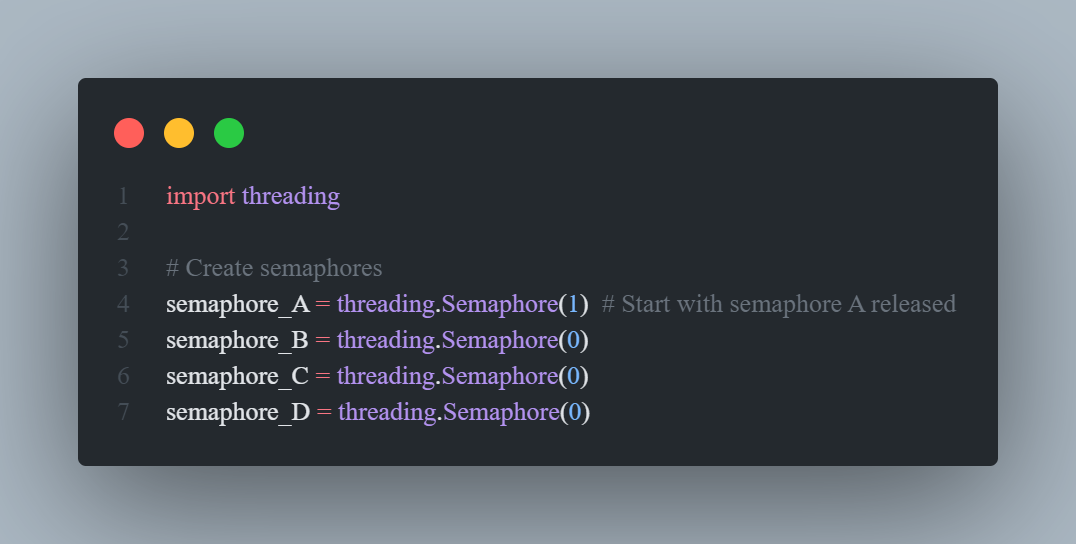 1 import threading
2
3 # Create semaphores
4 semaphore_A = threading.Semaphore(1) # Start with semaphore A released
5 semaphore_B = threading.Semaphore(0)
6 semaphore_C = threading.Semaphore(0)
7 semaphore_D = threading.Semaphore(0)